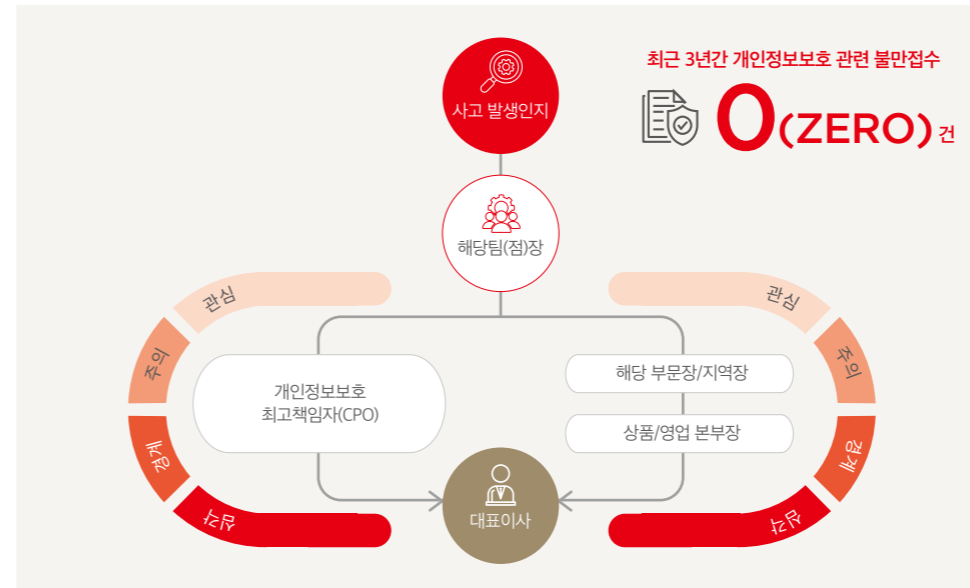 최근 3년간 개인정보보호 관련 불만접수
0(ZERO) 건
사고 발생인지
해당팀(점)장
관심
주의
경계
심각
개인정보보호
최고책임자(CPO)
해당 부문장/지역장
상품/영업 본부장
대표이사
관심
주의
경계
심각